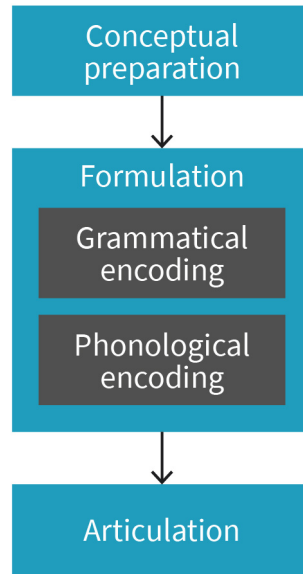 Conceptual
preparation
Formulation
Grammatical
encoding
Phonological
encoding
Articulation